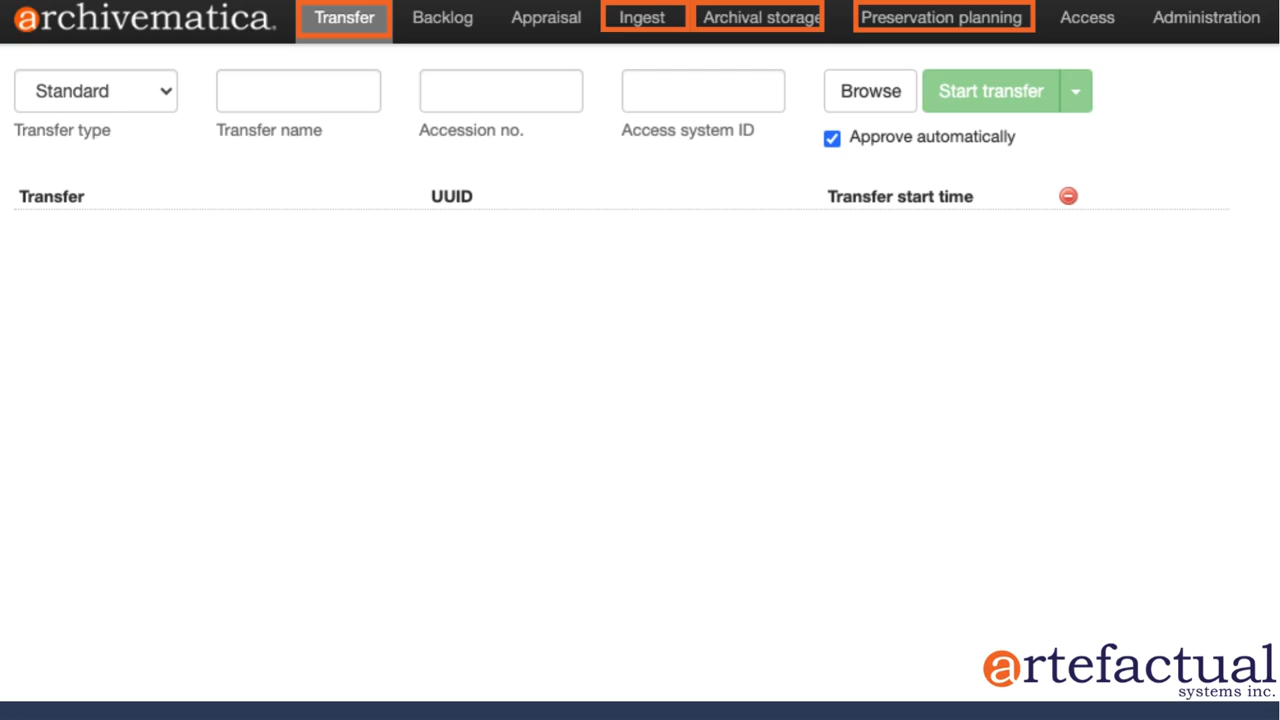 archivematica. Transfer Backlog Appraisal Ingest Archival storage Preservation planning Access Administration
Standard Browse Start transfer
Transfer type Transfer name Accession no. Access system ID Approve automatically
Transfer UUID Transfer start time
artefactual
systems inc.